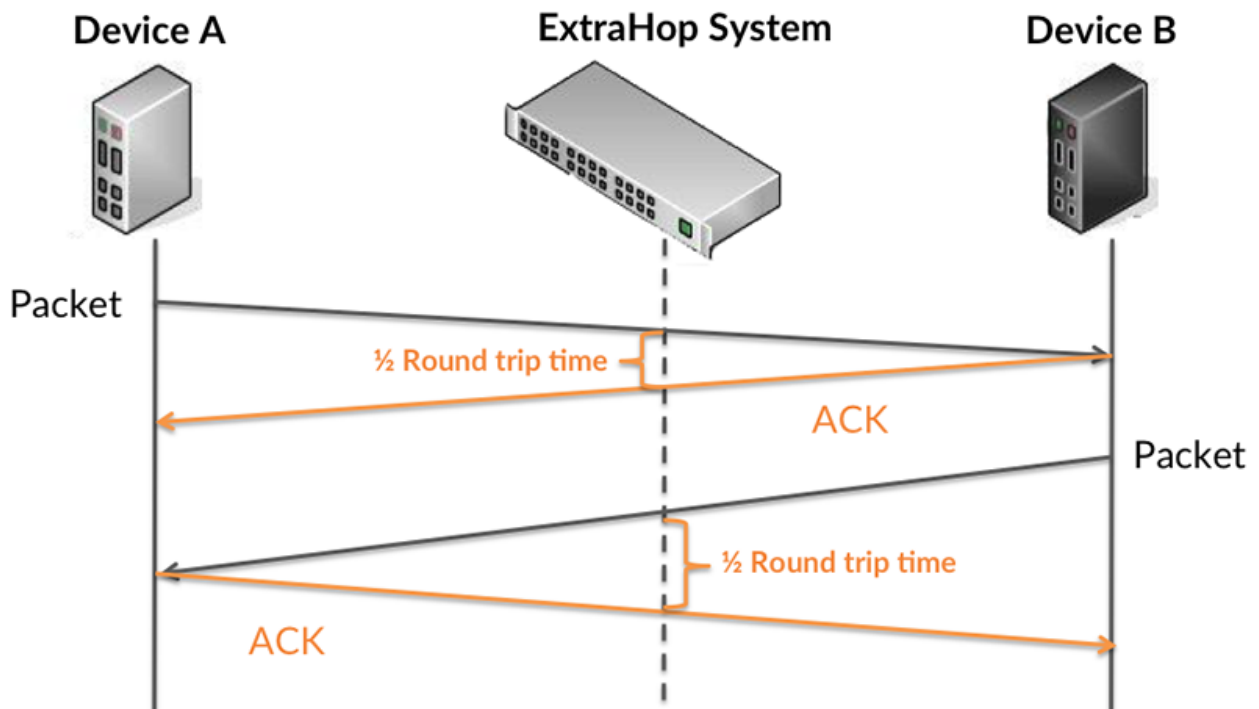 Device A
ExtraHop System
Device B
Packet
½ Round trip time
ACK
Packet
½ Round trip time
ACK